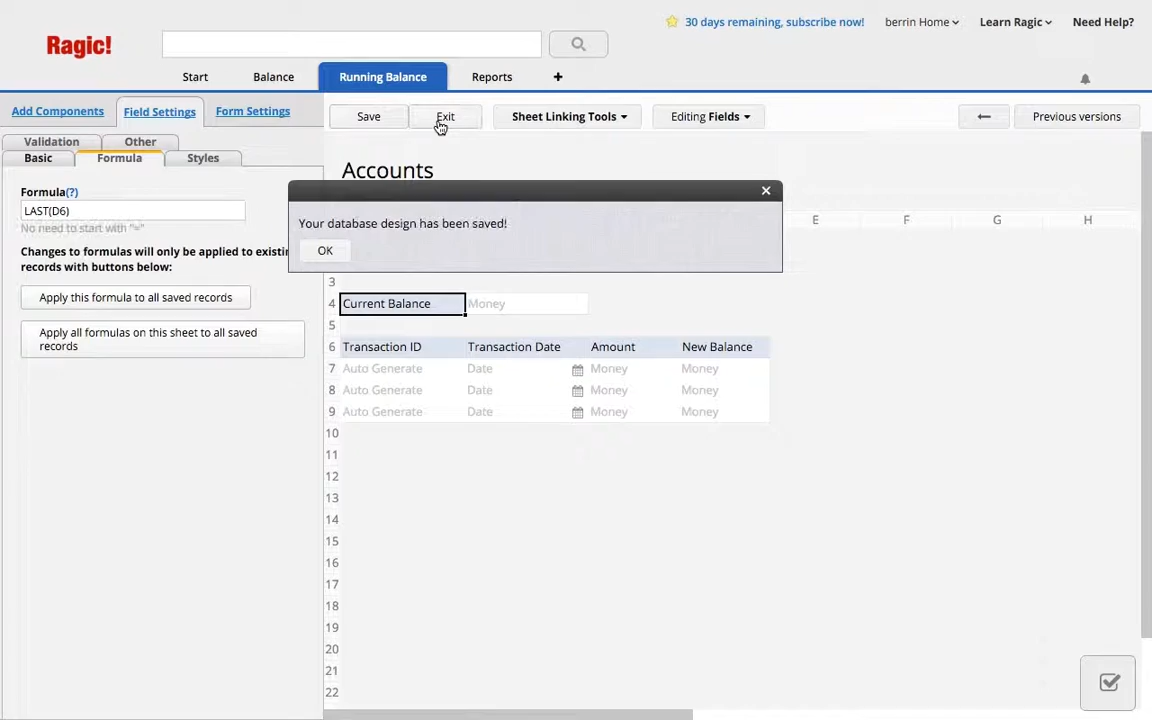 30 days remaining, subscribe now!
berrin Home
Learn Ragic
Need Help?
Ragic!
Start
Balance
Running Balance
Reports
+
Add Components
Field Settings
Form Settings
Save
Exit
Sheet Linking Tools
Editing Fields
Previous versions
Validation
Other
Basic
Formula
Styles
Accounts
Formula(?)
LAST(D6)
No need to start with "="
Changes to formulas will only be applied to existin
records with buttons below:
Apply this formula to all saved records
Apply all formulas on this sheet to all saved
records
Your database design has been saved!
OK
E F G H
3
4 Current Balance Money
5
6 Transaction ID Transaction Date Amount New Balance
7 Auto Generate Date Money Money
8 Auto Generate Date Money Money
9 Auto Generate Date Money Money
10
11
12
13
14
15
16
17
18
19
20
21
22